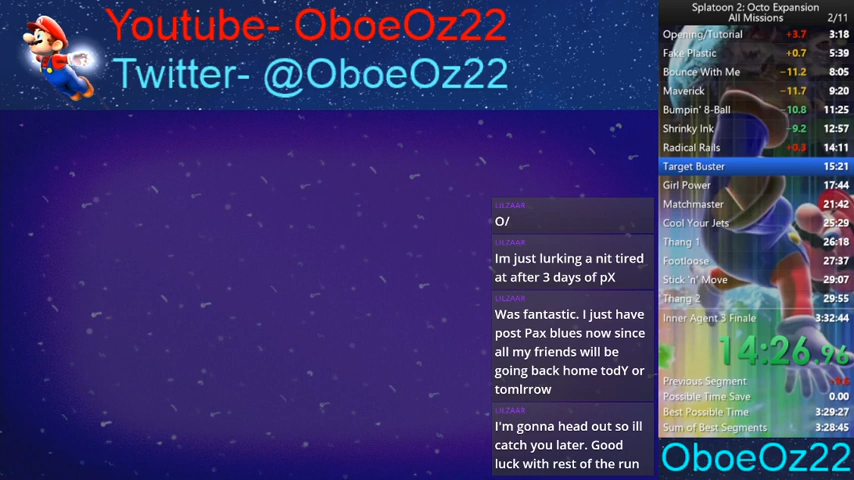 Youtube- OboeOz22
Twitter- @OboeOz22
LILZAAR
O/
LILZAAR
Im just lurking a nit tired
at after 3 days of pX
LILZAAR
Was fantastic. I just have
post Pax blues now since
all my friends will be
going back home todY or
tomIrrow
LILZAAR
I'm gonna head out so ill
catch you later. Good
luck with rest of the run
Splatoon 2: Octo Expansion
All Missions 2/11
Opening/Tutorial +3.7 3:18
Fake Plastic +0.7 5:39
Bounce With Me −11.2 8:05
Maverick −11.7 9:20
Bumpin' 8-Ball −10.8 11:25
Shrinky Ink −9.2 12:57
Radical Rails +0.3 14:11
Target Buster 15:21
Girl Power 17:44
Matchmaster 21:42
Cool Your Jets 25:29
Thang 1 26:18
Footloose 27:37
Stick 'n' Move 29:07
Thang 2 29:55
Inner Agent 3 Finale 3:32:44
14:26.96
Previous Segment
Possible Time Save 0.00
Best Possible Time 3:29:27
Sum of Best Segments 3:28:45
OboeOz22